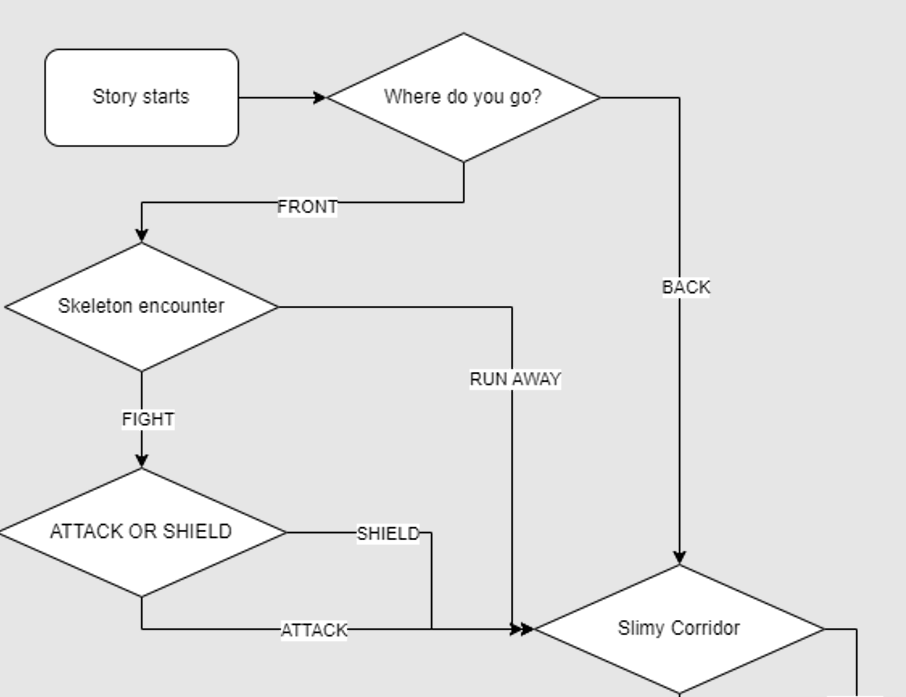 Story starts
Where do you go?
FRONT
BACK
Skeleton encounter
RUN AWAY
FIGHT
ATTACK OR SHIELD
SHIELD
ATTACK
Slimy Corridor